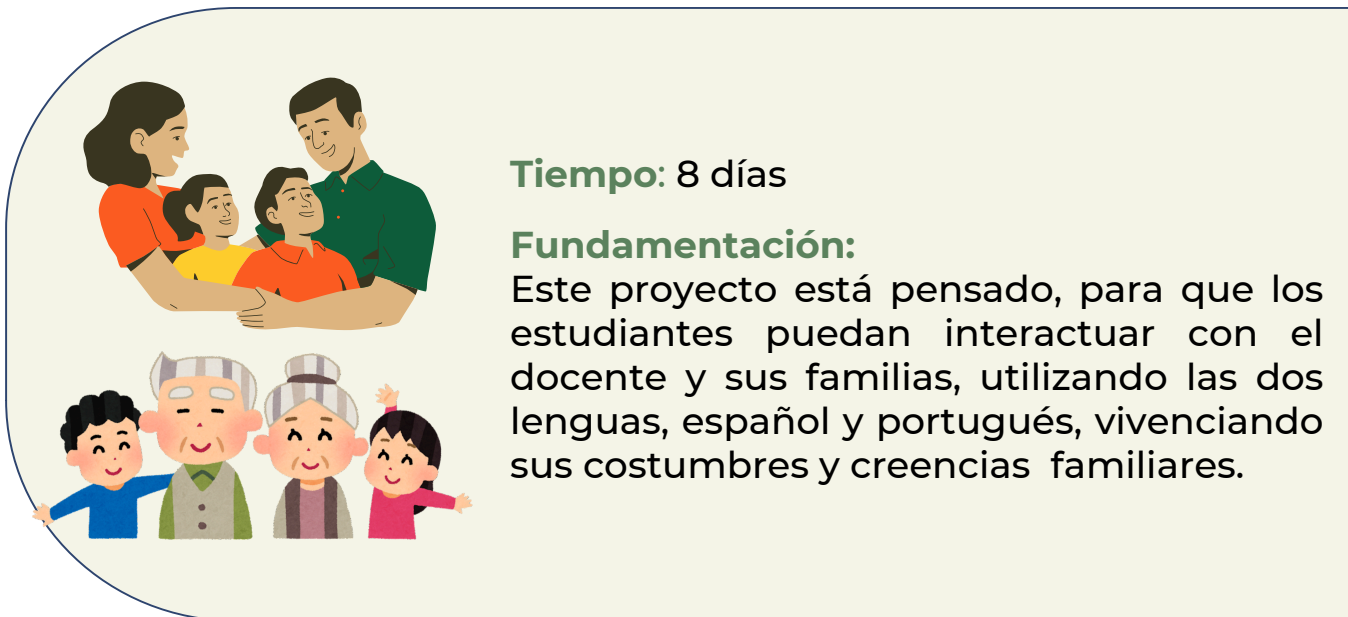 Tiempo: 8 días
Fundamentación:
Este proyecto está pensado, para que los
estudiantes puedan interactuar con el
docente y sus familias, utilizando las dos
lenguas, español y portugués, vivenciando
sus costumbres y creencias familiares.